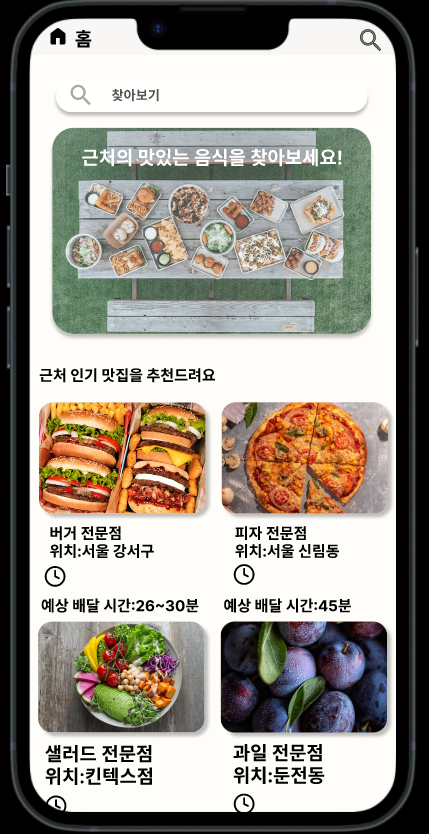 홈
찾아보기
근처의 맛있는 음식을 찾아보세요!
근처 인기 맛집을 추천드려요
버거 전문점
위치:서울 강서구
예상 배달 시간:26~30분
피자 전문점
위치:서울 신림동
예상 배달 시간:45분
샐러드 전문점
위치:킨텍스점
과일 전문점
위치:둔전동